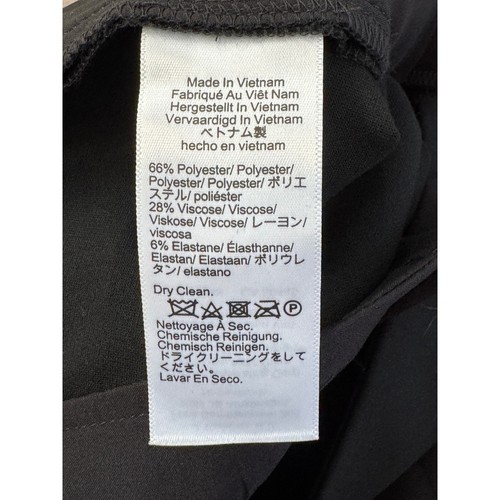 Made In Vietnam
Fabriqué Au Viêt Nam
Hergestellt In Vietnam
Vervaardigd In Vietnam
ベトナム製
hecho en vietnam
66% Polyester/ Polyester/
Polyester/ Polyester/ ポリエ
ステル/ poliéster
28% Viscose/ Viscose/
Viskose/ Viscose/ レーヨン/
viscosa
6% Elastane/ Élasthanne/
Elastan/ Elastaan/ ポリウレ
タン/ elastano
Dry Clean.
P
Nettoyage À Sec.
Chemische Reinigung.
Chemisch Reinigen.
ドライクリーニングをして
ください。
Lavar En Seco.